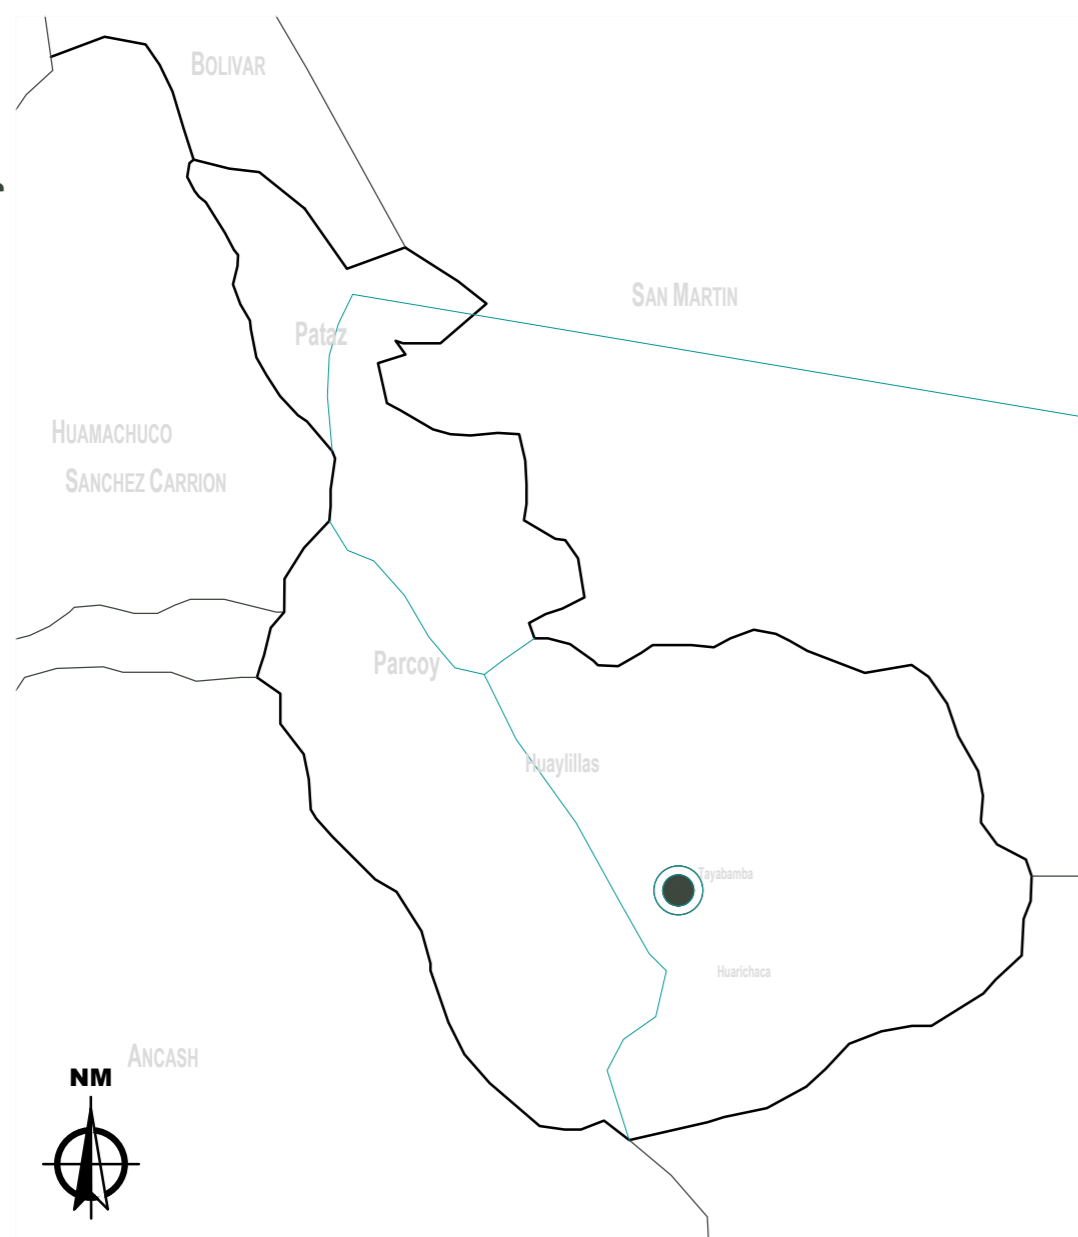 BOLIVAR
SAN MARTIN
Pataz
HUAMACHUCO
SANCHEZ CARRION
Parcoy
Huaylillas
Tayabamba
Huarichaca
ANCASH
NM